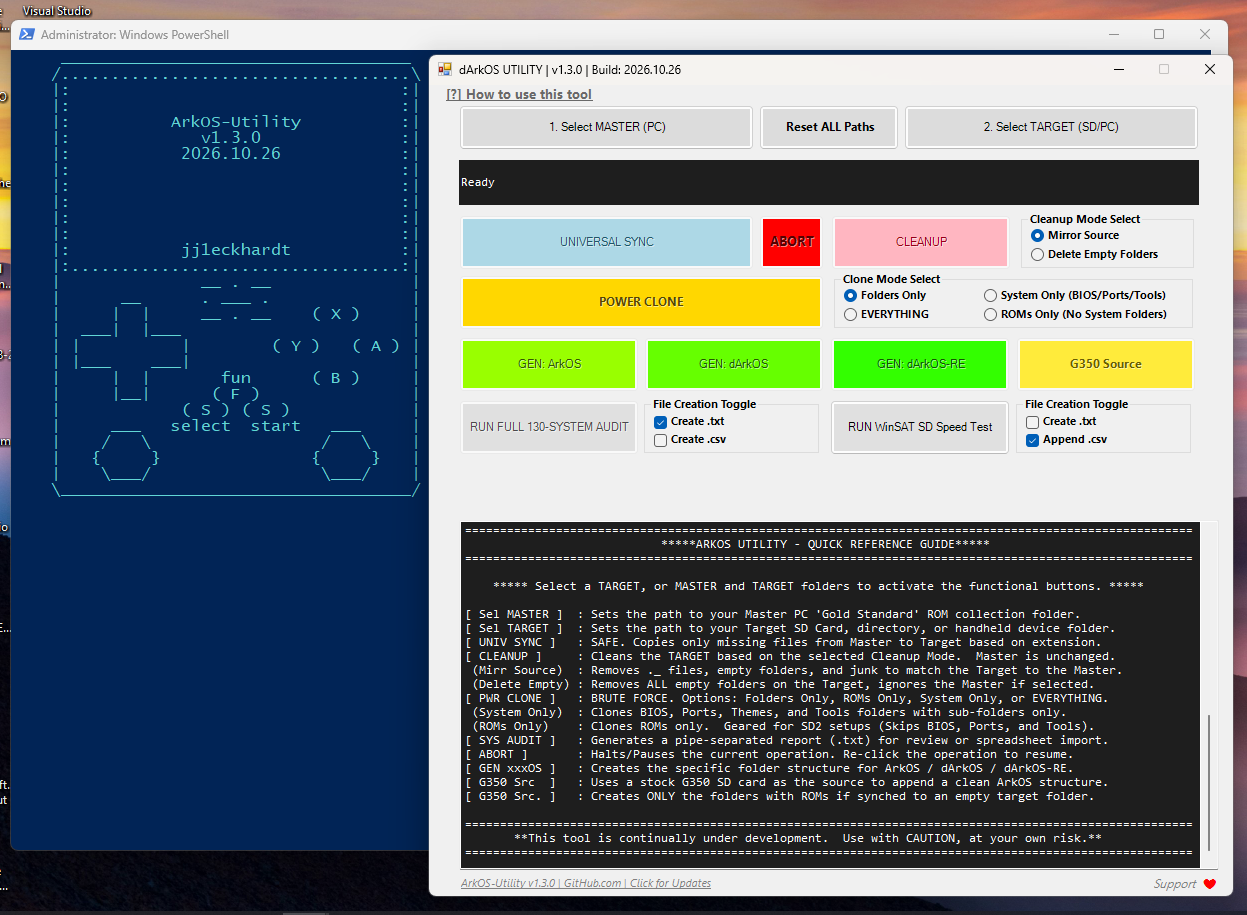 Visual Studio
Administrator: Windows PowerShell
ArkOS-Utility
v1.3.0
2026.10.26
jjleckhardt
( X )
( Y ) ( A )
fun ( B )
( F )
( S ) ( S )
select start
dArkOS UTILITY | v1.3.0 | Build: 2026.10.26
[?] How to use this tool
1. Select MASTER (PC)
Reset ALL Paths
2. Select TARGET (SD/PC)
Ready
UNIVERSAL SYNC
ABORT
CLEANUP
Cleanup Mode Select
Mirror Source
Delete Empty Folders
POWER CLONE
Clone Mode Select
Folders Only
System Only (BIOS/Ports/Tools)
EVERYTHING
ROMs Only (No System Folders)
GEN: ArkOS
GEN: dArkOS
GEN: dArkOS-RE
G350 Source
RUN FULL 130-SYSTEM AUDIT
File Creation Toggle
Create .txt
Create .csv
RUN WinSAT SD Speed Test
File Creation Toggle
Create .txt
Append .csv
*****ARKOS UTILITY - QUICK REFERENCE GUIDE*****
***** Select a TARGET, or MASTER and TARGET folders to activate the functional buttons. *****
[ Sel MASTER ] : Sets the path to your Master PC 'Gold Standard' ROM collection folder.
[ Sel TARGET ] : Sets the path to your Target SD Card, directory, or handheld device folder.
[ UNIV SYNC ] : SAFE. Copies only missing files from Master to Target based on extension.
[ CLEANUP ] : Cleans the TARGET based on the selected Cleanup Mode. Master is unchanged.
(Mirr Source) : Removes ._ files, empty folders, and junk to match the Target to the Master.
(Delete Empty) : Removes ALL empty folders on the Target, ignores the Master if selected.
[ PWR CLONE ] : BRUTE FORCE. Options: Folders Only, ROMs Only, System Only, or EVERYTHING.
(System Only) : Clones BIOS, Ports, Themes, and Tools folders with sub-folders only.
(ROMs Only) : Clones ROMs only. Geared for SD2 setups (Skips BIOS, Ports, and Tools).
[ SYS AUDIT ] : Generates a pipe-separated report (.txt) for review or spreadsheet import.
[ ABORT ] : Halts/Pauses the current operation. Re-click the operation to resume.
[ GEN xxxOS ] : Creates the specific folder structure for ArkOS / dArkOS / dArkOS-RE.
[ G350 Src ] : Uses a stock G350 SD card as the source to append a clean ArkOS structure.
[ G350 Src. ] : Creates ONLY the folders with ROMs if synched to an empty target folder.
**This tool is continually under development. Use with CAUTION, at your own risk.**
ArkOS-Utility v1.3.0 | GitHub.com | Click for Updates
Support ♥